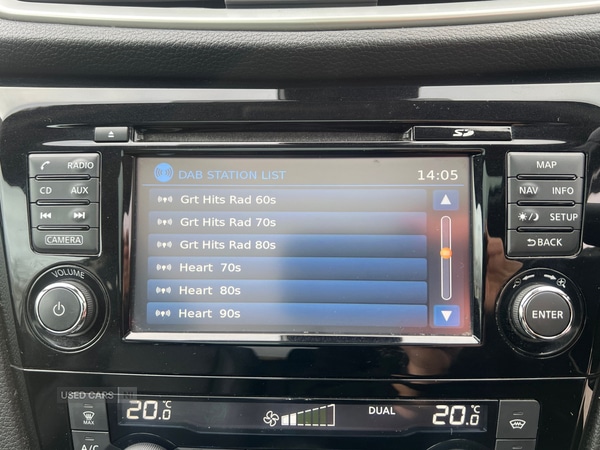 SD
RADIO
CD AUX
CAMERA
VOLUME
DAB STATION LIST 14:05
Grt Hits Rad 60s
Grt Hits Rad 70s
Grt Hits Rad 80s
Heart 70s
Heart 80s
Heart 90s
MAP
NAV INFO
SETUP
BACK
ENTER
USED CARS NI
MAX
A/C
20.0°C
DUAL
20.0°C